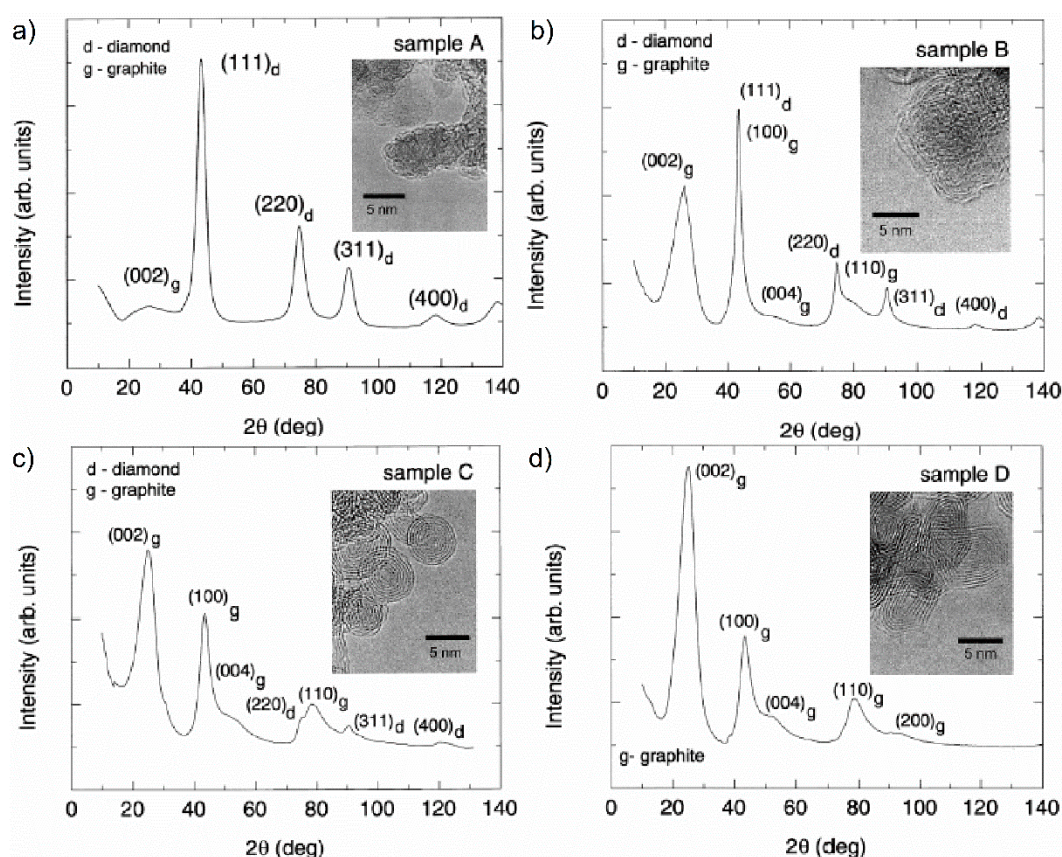 a)
d - diamond
g - graphite
sample A
(111)d
(220)d
(311)d
(002)g
(400)d
5 nm
Intensity (arb. units)
0 20 40 60 80 100 120 140
2θ (deg)
b)
d - diamond
g - graphite
sample B
(111)d
(100)g
(002)g
(220)d
(110)g
(004)g
(311)d
(400)d
5 nm
Intensity (arb. units)
0 20 40 60 80 100 120 140
2θ (deg)
c)
d - diamond
g - graphite
sample C
(002)g
(100)g
(004)g
(220)d
(110)g
(311)d
(400)d
5 nm
Intensity (arb. units)
0 20 40 60 80 100 120 140
2θ (deg)
d)
sample D
(002)g
(100)g
(004)g
(110)g
(200)g
5 nm
g- graphite
Intensity (arb. units)
0 20 40 60 80 100 120 140
2θ (deg)